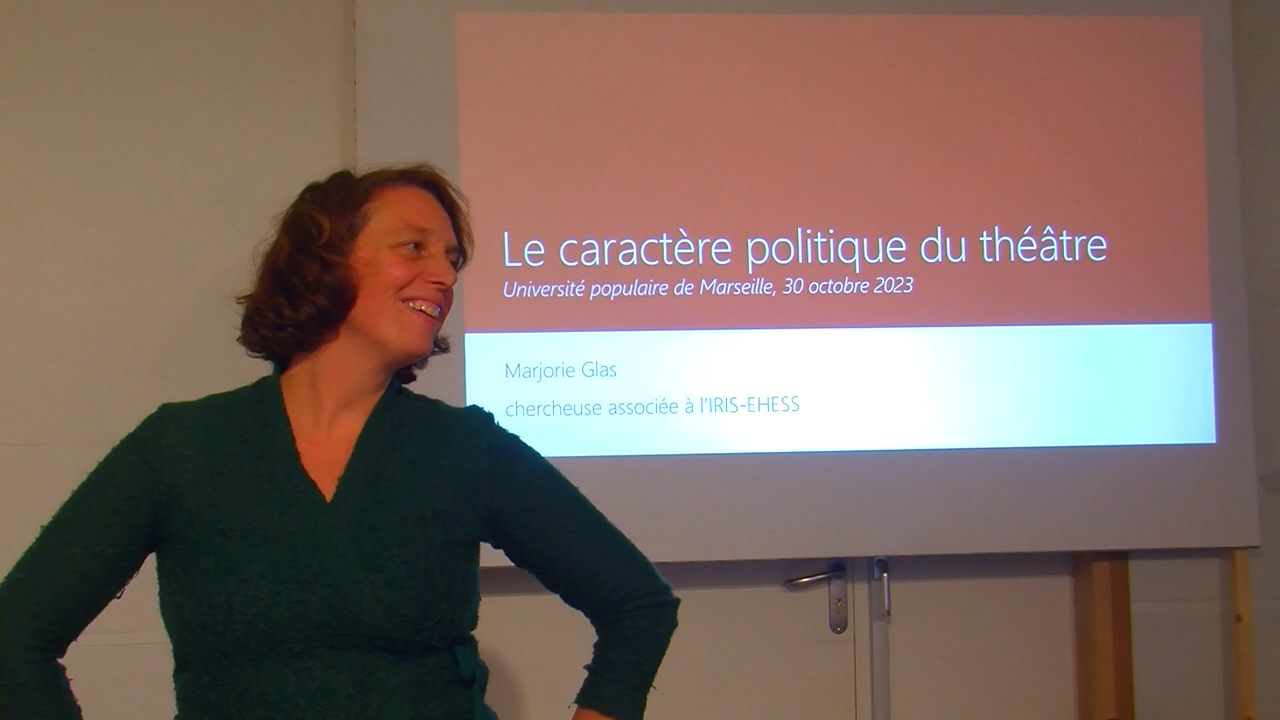 Le caractère politique du théâtre
Université populaire de Marseille, 30 octobre 2023
Marjorie Glas
chercheuse associée à l'IRIS-EHESS